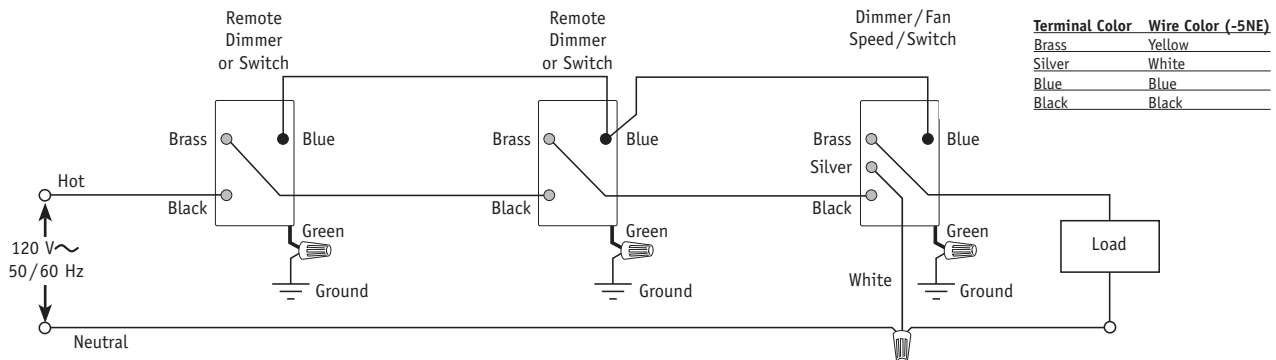 Remote
Dimmer
or Switch
Remote
Dimmer
or Switch
Dimmer/Fan
Speed/Switch
Terminal Color Wire Color (-5NE)
Brass Yellow
Silver White
Blue Blue
Black Black
Brass Blue
Brass Blue
Brass Blue
Silver
Hot
Black
Black
Black
Green
Green
Green
120 V~
50/60 Hz
Load
White
Ground
Ground
Ground
Neutral